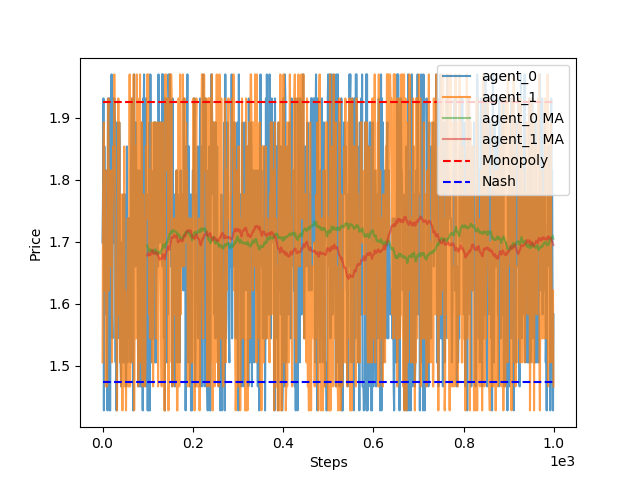 1.9
1.8
1.7
1.6
1.5
Price
0.0
0.2
0.4
0.6
0.8
1.0
Steps
1e3
agent_0
agent_1
agent_0 MA
agent_1 MA
Monopoly
Nash